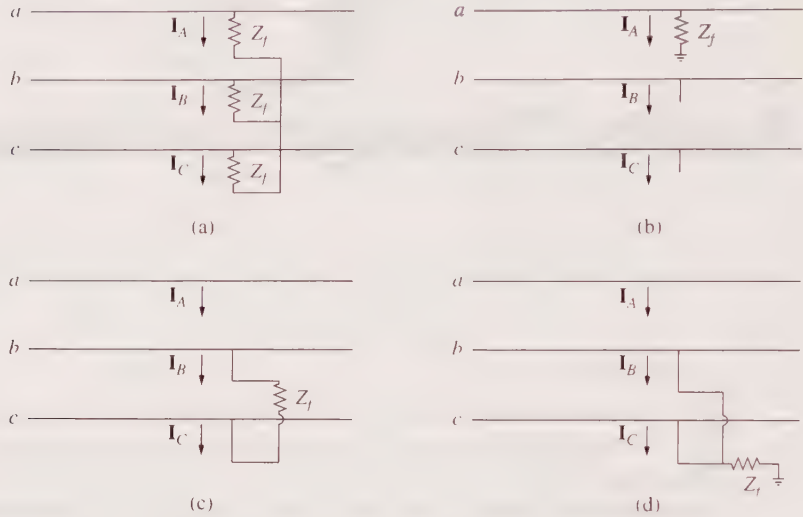 a
I_A
Z_f
b
I_B
Z_f
c
I_C
Z_f
(a)
a
I_A
Z_f
b
I_B
c
I_C
(b)
a
I_A
b
I_B
Z_f
c
I_C
(c)
a
I_A
b
I_B
c
I_C
Z_f
(d)